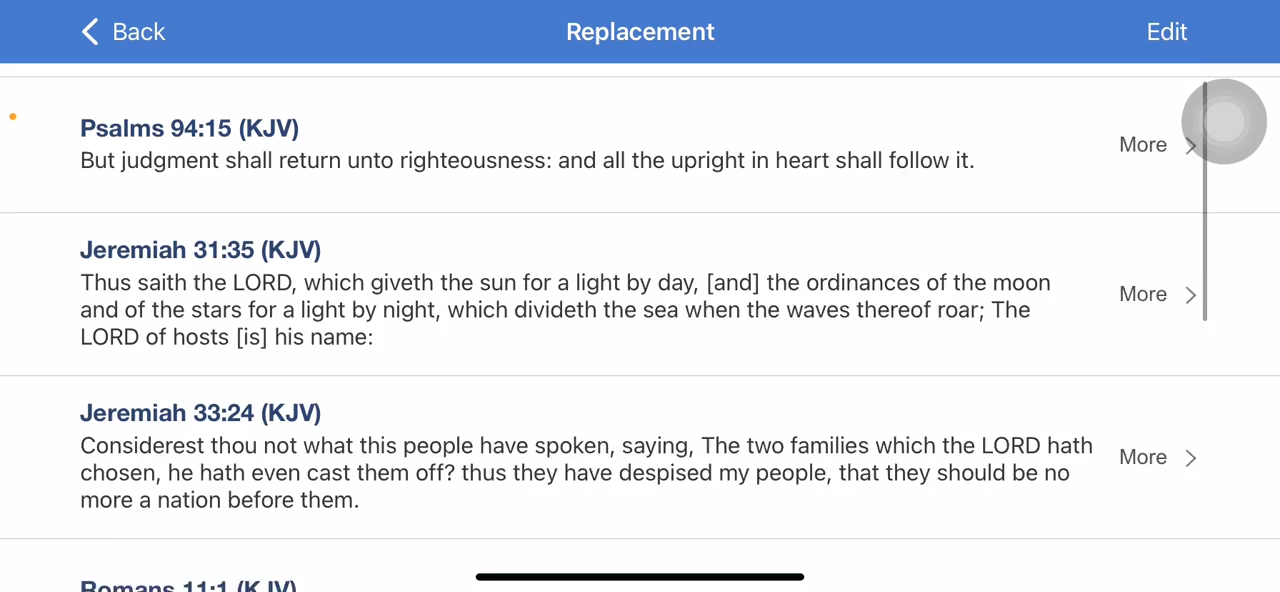 Back
Replacement
Edit
Psalms 94:15 (KJV)
But judgment shall return unto righteousness: and all the upright in heart shall follow it.
More
Jeremiah 31:35 (KJV)
Thus saith the LORD, which giveth the sun for a light by day, [and] the ordinances of the moon
and of the stars for a light by night, which divideth the sea when the waves thereof roar; The
LORD of hosts [is] his name:
More
Jeremiah 33:24 (KJV)
Considerest thou not what this people have spoken, saying, The two families which the LORD hath
chosen, he hath even cast them off? thus they have despised my people, that they should be no
more a nation before them.
More
Romans 11:1 (KJV)